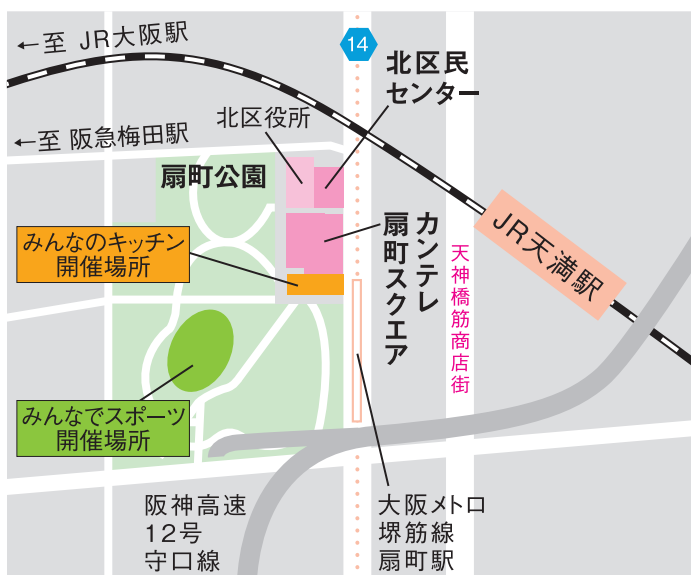 ←至 JR大阪駅
14
北区民
センター
北区役所
←至 阪急梅田駅
扇町公園
カンテレ
扇町スクエア
JR天満駅
みんなのキッチン
開催場所
天神橋筋商店街
みんなでスポーツ
開催場所
阪神高速
12号
守口線
大阪メトロ
堺筋線
扇町駅